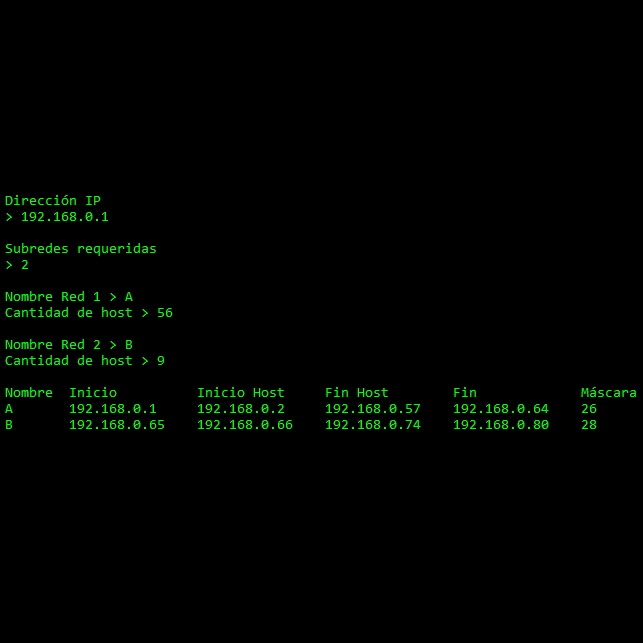 Dirección IP
> 192.168.0.1
Subredes requeridas
> 2
Nombre Red 1 > A
Cantidad de host > 56
Nombre Red 2 > B
Cantidad de host > 9
Nombre Inicio Inicio Host Fin Host Fin Máscara
A 192.168.0.1 192.168.0.2 192.168.0.57 192.168.0.64 26
B 192.168.0.65 192.168.0.66 192.168.0.74 192.168.0.80 28